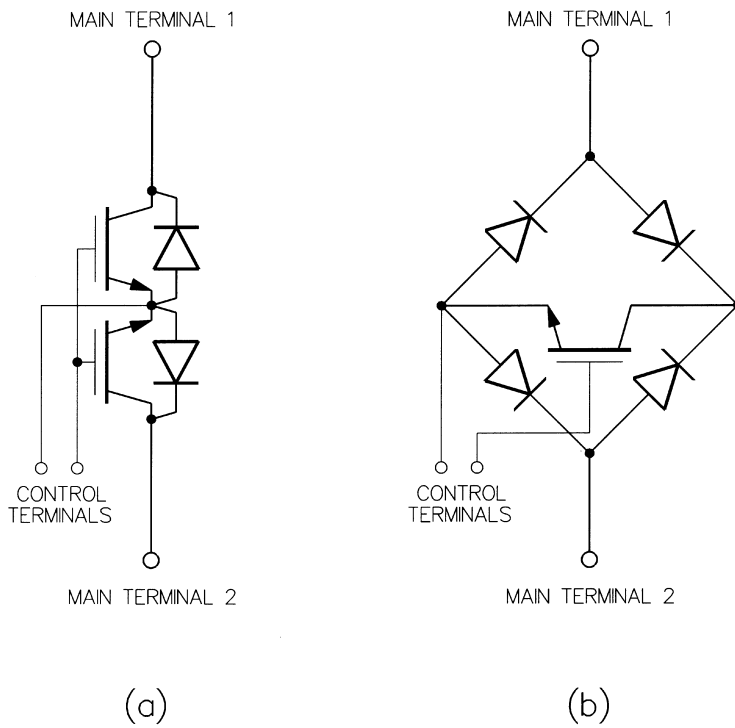 MAIN TERMINAL 1
MAIN TERMINAL 1
CONTROL
TERMINALS
CONTROL
TERMINALS
MAIN TERMINAL 2
MAIN TERMINAL 2
(a)
(b)